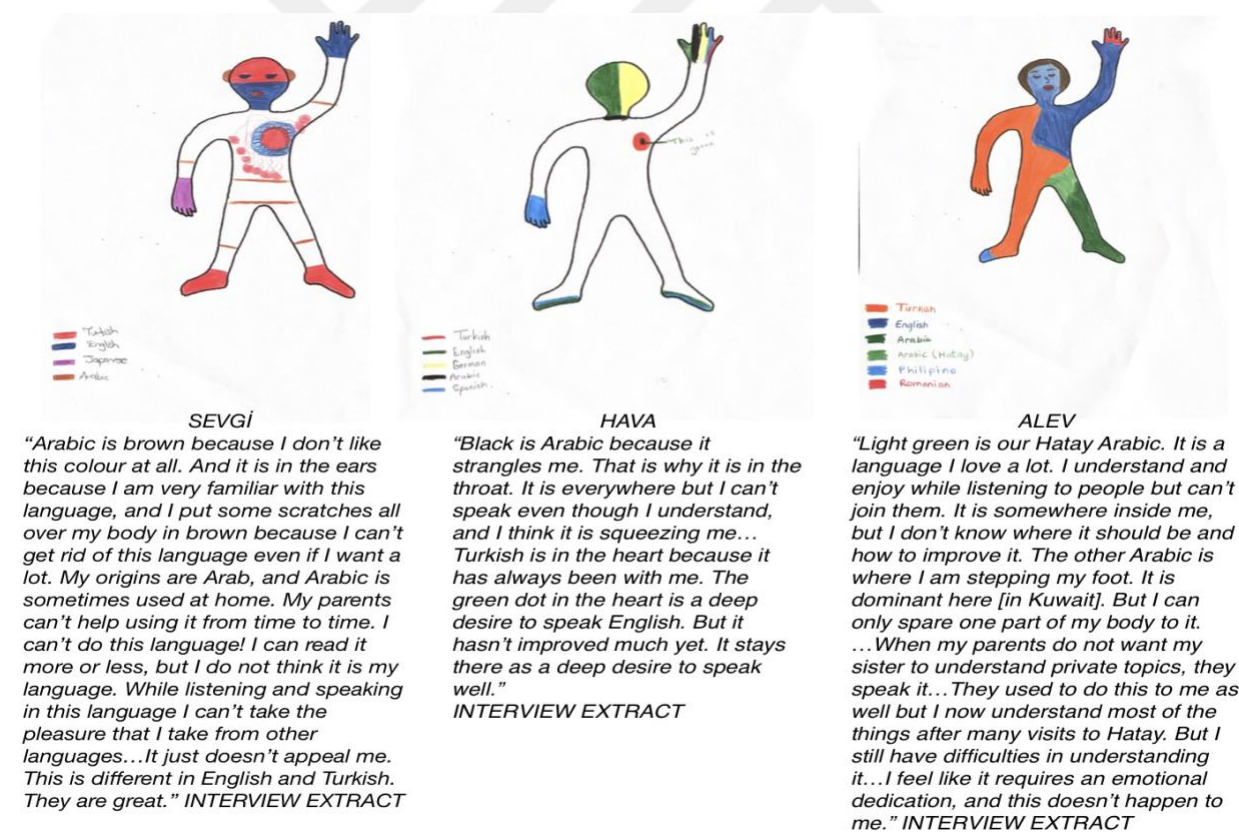 This is
green
Turkish
English
Japanese
Arabic
Turkish
English
German
Arabic
Spanish.
Turkish
English
Arabic
Arabic (Hatay)
Philipino
Romanian
SEVGİ
“Arabic is brown because I don’t like
this colour at all. And it is in the ears
because I am very familiar with this
language, and I put some scratches all
over my body in brown because I can’t
get rid of this language even if I want a
lot. My origins are Arab, and Arabic is
sometimes used at home. My parents
can’t help using it from time to time. I
can’t do this language! I can read it
more or less, but I do not think it is my
language. While listening and speaking
in this language I can’t take the
pleasure that I take from other
languages…It just doesn’t appeal me.
This is different in English and Turkish.
They are great.” INTERVIEW EXTRACT
HAVA
“Black is Arabic because it
strangles me. That is why it is in the
throat. It is everywhere but I can’t
speak even though I understand,
and I think it is squeezing me…
Turkish is in the heart because it
has always been with me. The
green dot in the heart is a deep
desire to speak English. But it
hasn’t improved much yet. It stays
there as a deep desire to speak
well.”
INTERVIEW EXTRACT
ALEV
“Light green is our Hatay Arabic. It is a
language I love a lot. I understand and
enjoy while listening to people but can’t
join them. It is somewhere inside me,
but I don’t know where it should be and
how to improve it. The other Arabic is
where I am stepping my foot. It is
dominant here [in Kuwait]. But I can
only spare one part of my body to it.
…When my parents do not want my
sister to understand private topics, they
speak it…They used to do this to me as
well but I now understand most of the
things after many visits to Hatay. But I
still have difficulties in understanding
it…I feel like it requires an emotional
dedication, and this doesn’t happen to
me.” INTERVIEW EXTRACT